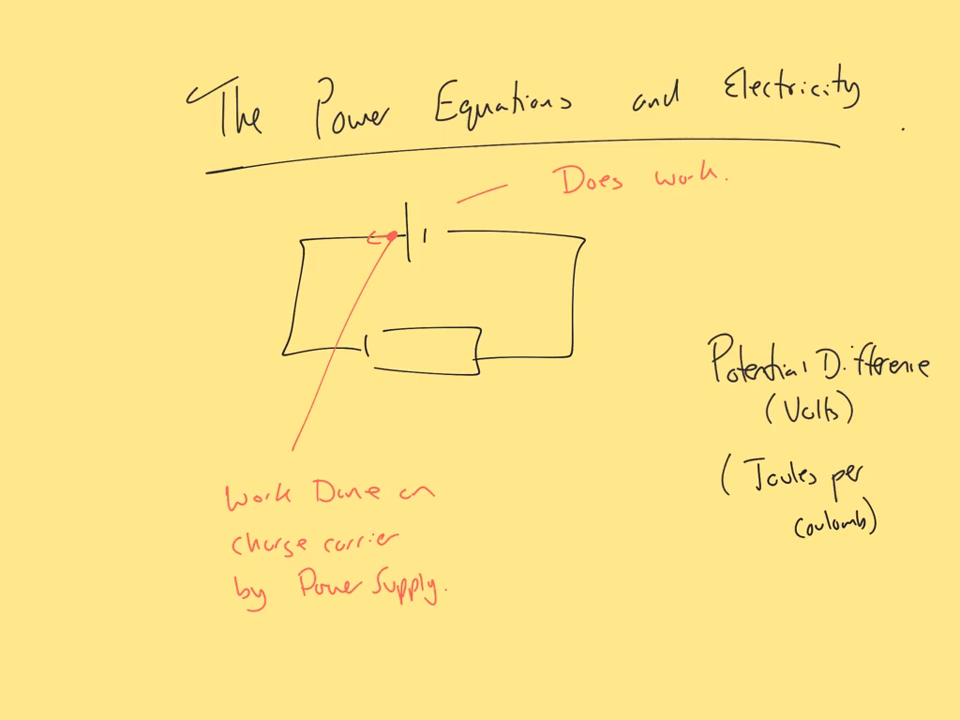 The Power Equations and Electricity
Does work.
Potential Difference
(Volts)
(Joules per
coulomb)
Work Done on
charge carrier
by Power Supply.